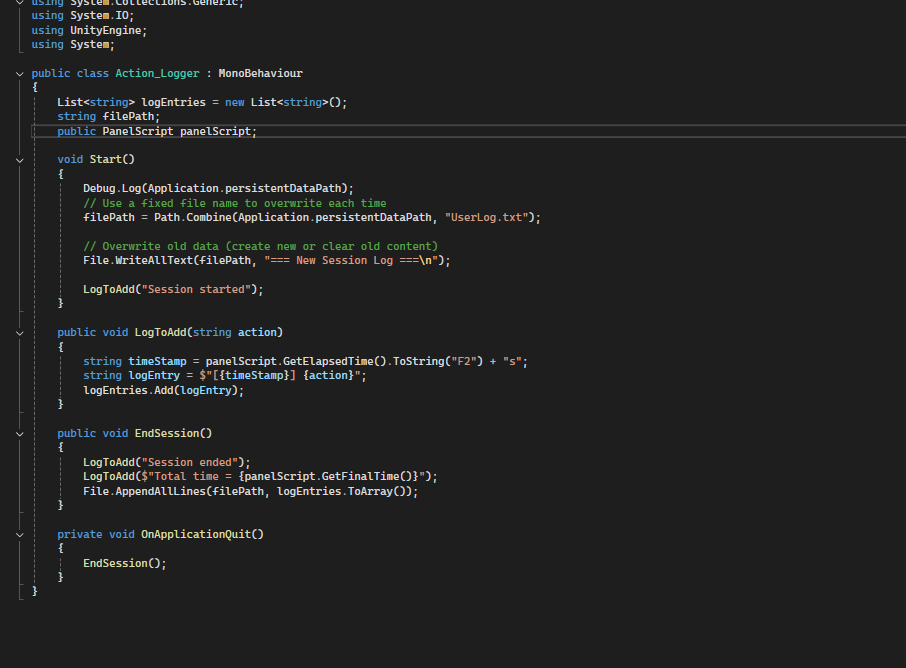 using System.Collections.Generic;
using System.IO;
using UnityEngine;
using System;

public class Action_Logger : MonoBehaviour
{
    List<string> logEntries = new List<string>();
    string filePath;
    public PanelScript panelScript;

    void Start()
    {
        Debug.Log(Application.persistentDataPath);
        // Use a fixed file name to overwrite each time
        filePath = Path.Combine(Application.persistentDataPath, "UserLog.txt");

        // Overwrite old data (create new or clear old content)
        File.WriteAllText(filePath, "=== New Session Log ===\n");

        LogToAdd("Session started");
    }

    public void LogToAdd(string action)
    {
        string timeStamp = panelScript.GetElapsedTime().ToString("F2") + "s";
        string logEntry = $"[{timeStamp}] {action}";
        logEntries.Add(logEntry);
    }

    public void EndSession()
    {
        LogToAdd("Session ended");
        LogToAdd($"Total time = {panelScript.GetFinalTime()}");
        File.AppendAllLines(filePath, logEntries.ToArray());
    }

    private void OnApplicationQuit()
    {
        EndSession();
    }
}